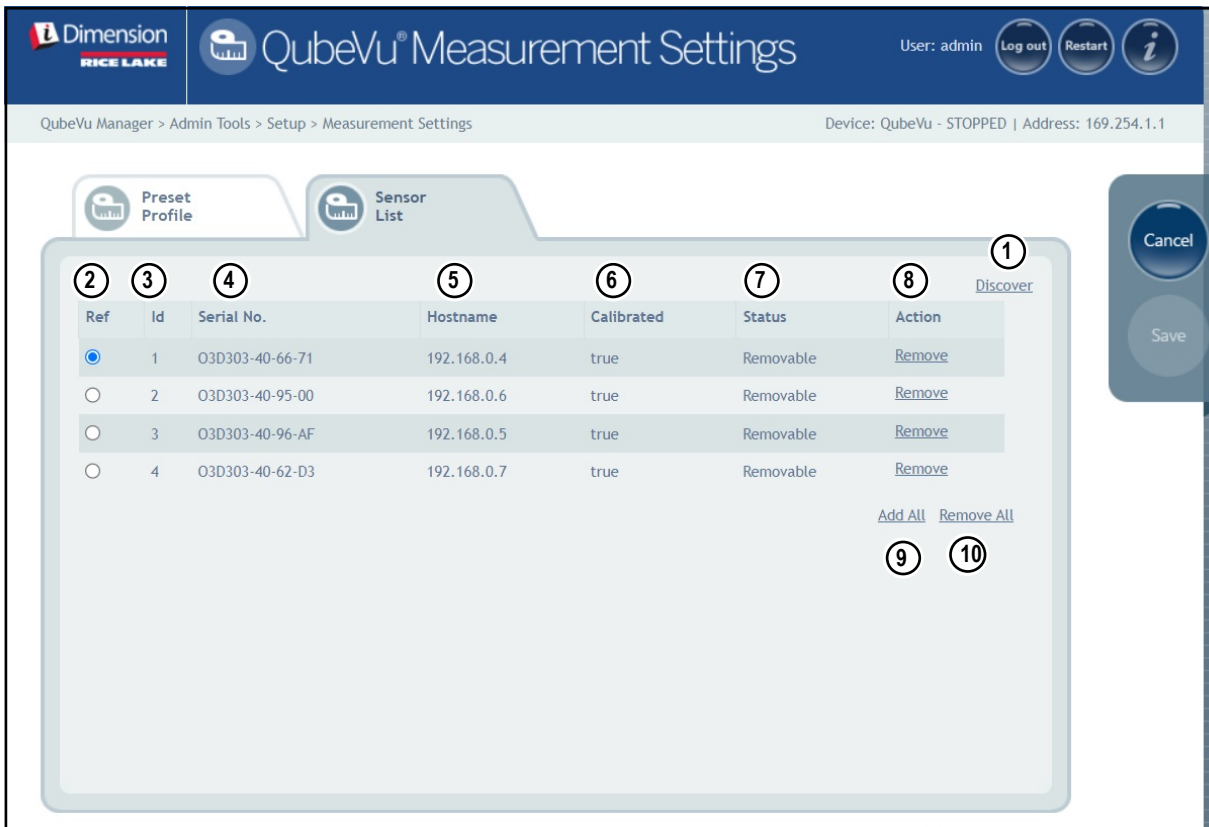 iDimension
RICE LAKE
QubeVu® Measurement Settings
User: admin
Log out
Restart
i
QubeVu Manager > Admin Tools > Setup > Measurement Settings
Device: QubeVu - STOPPED | Address: 169.254.1.1
Preset
Profile
Sensor
List
Cancel
Save
1
Discover
2 3 4 5 6 7 8
Ref Id Serial No. Hostname Calibrated Status Action
1 O3D303-40-66-71 192.168.0.4 true Removable Remove
2 O3D303-40-95-00 192.168.0.6 true Removable Remove
3 O3D303-40-96-AF 192.168.0.5 true Removable Remove
4 O3D303-40-62-D3 192.168.0.7 true Removable Remove
Add All Remove All
9 10